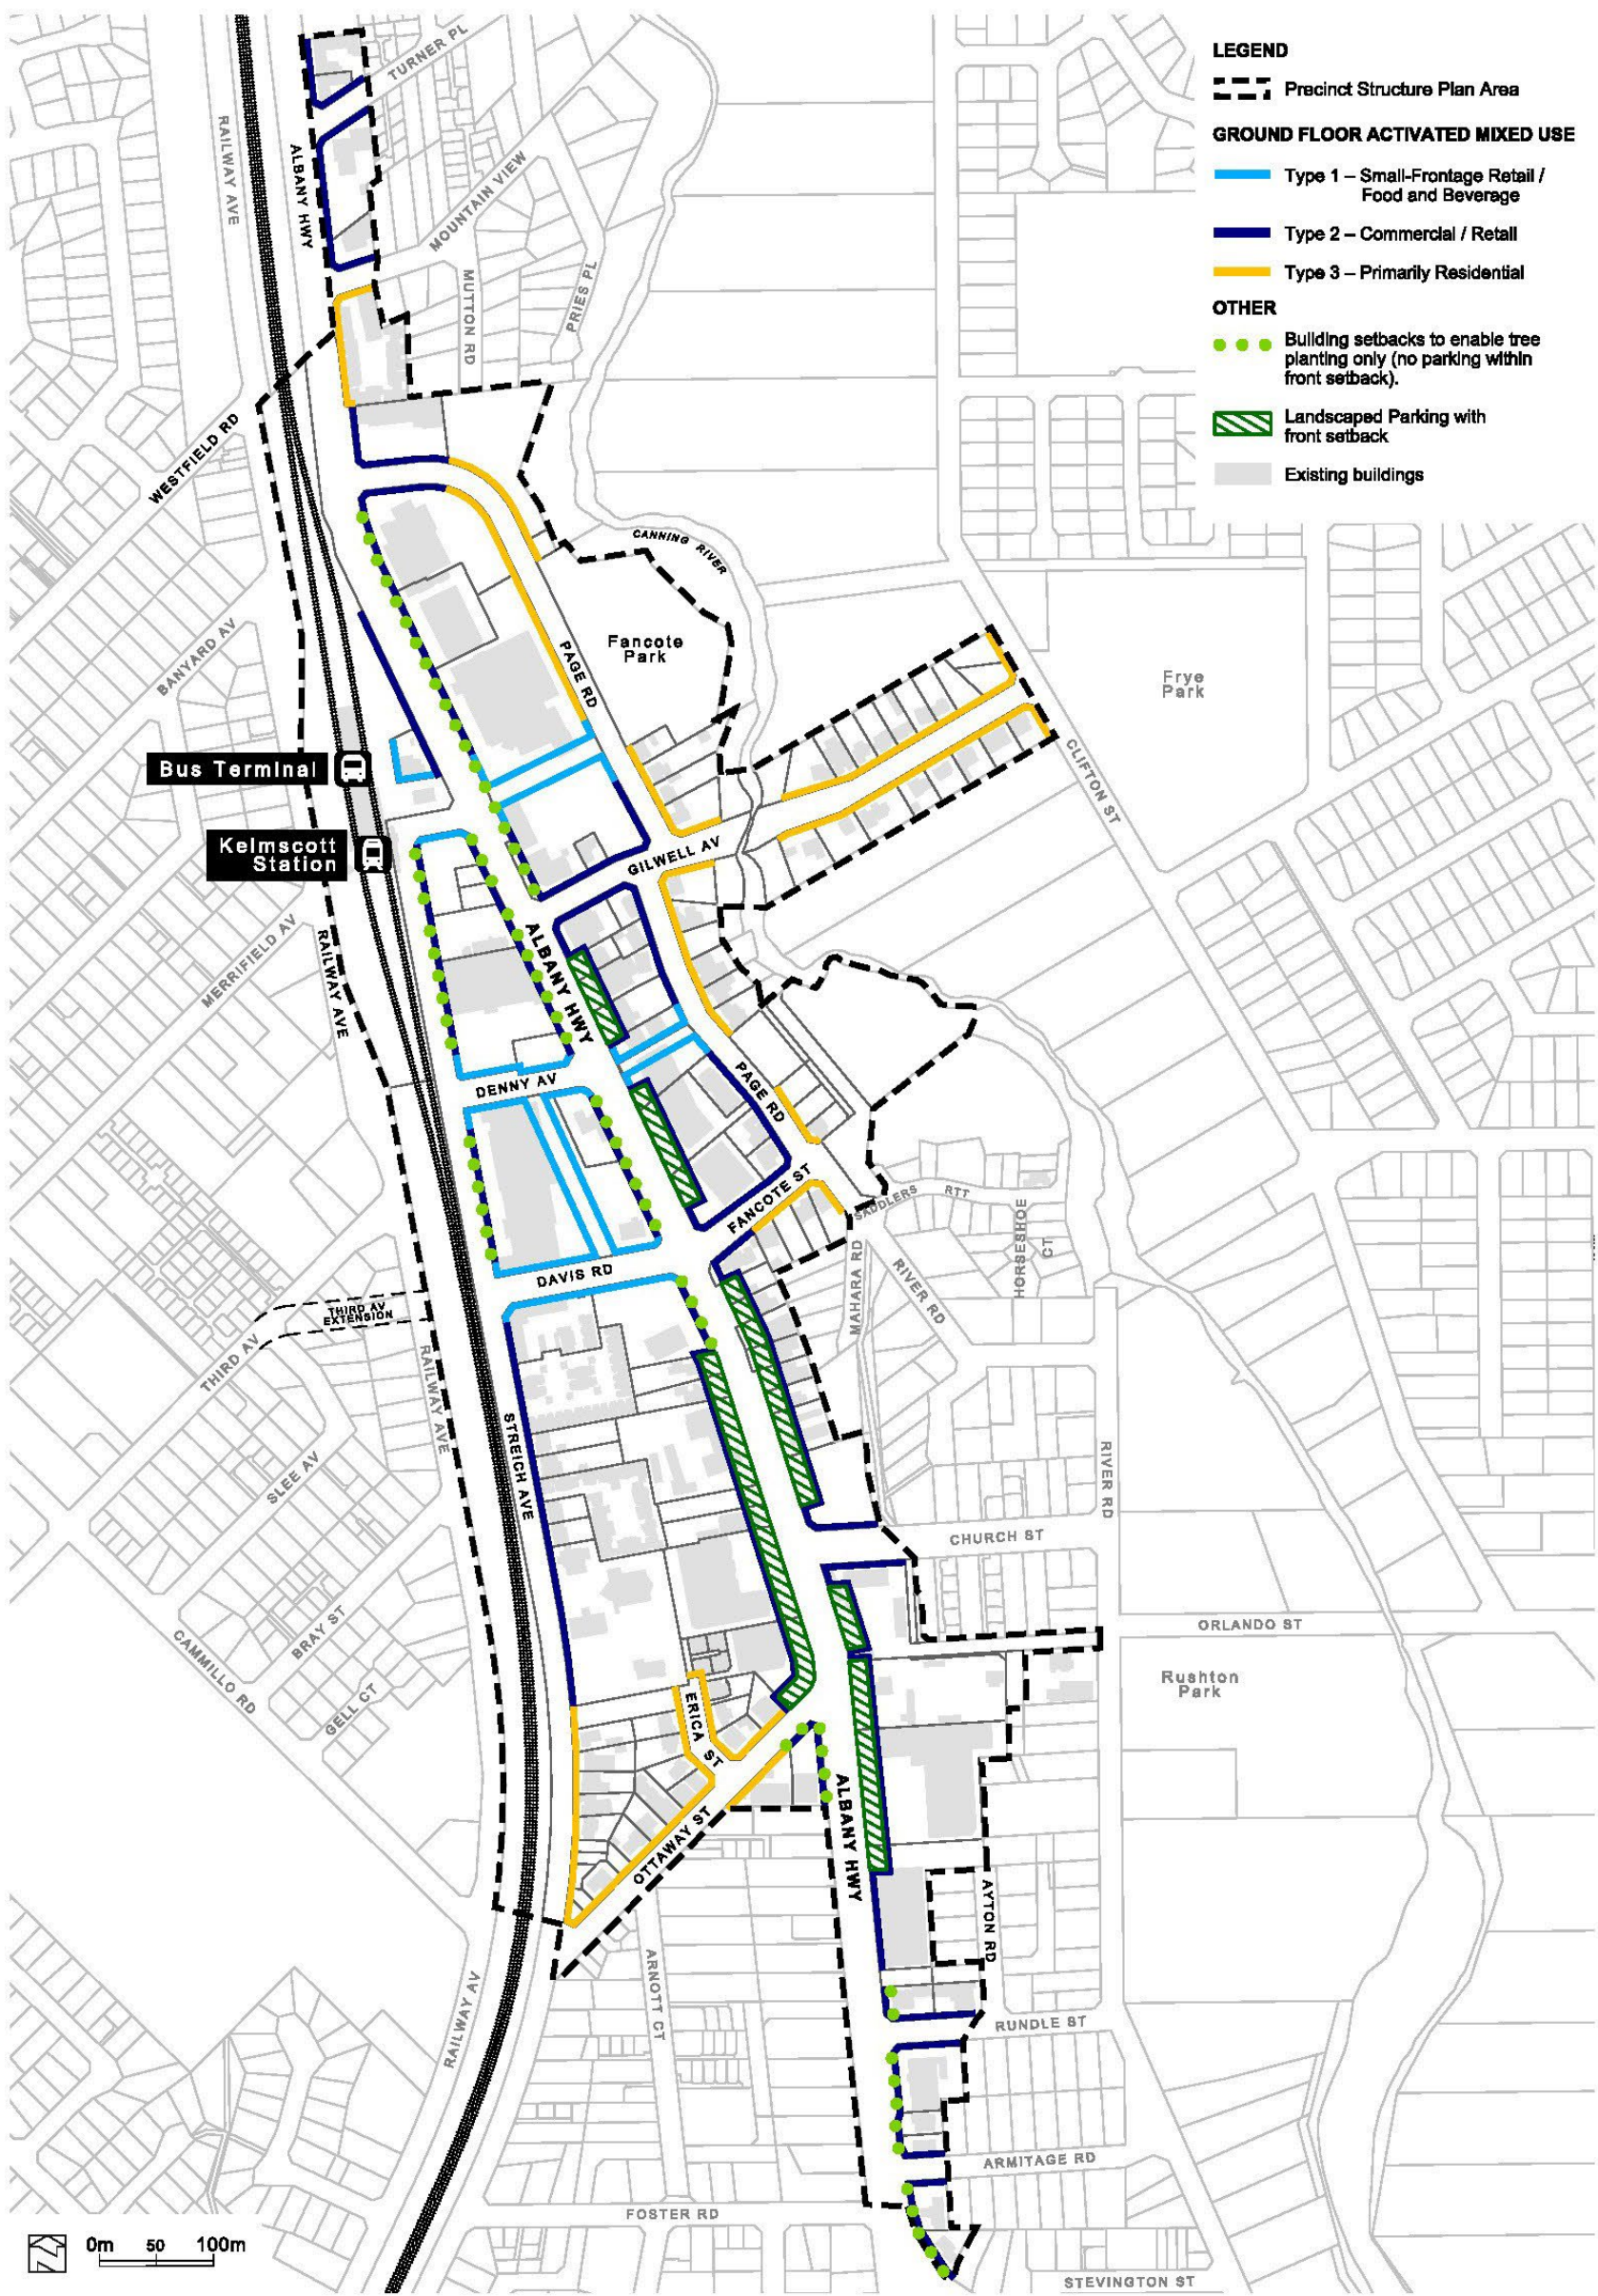 LEGEND
Precinct Structure Plan Area
GROUND FLOOR ACTIVATED MIXED USE
Type 1 – Small-Frontage Retail /
Food and Beverage
Type 2 – Commercial / Retail
Type 3 – Primarily Residential
OTHER
Building setbacks to enable tree
planting only (no parking within
front setback).
Landscaped Parking with
front setback
Existing buildings
TURNER PL
RAILWAY AVE
ALBANY HWY
MOUNTAIN VIEW
MUTTON RD
PRIES PL
WESTFIELD RD
CANNING RIVER
BANYARD AV
PAGE RD
Fancote
Park
Frye
Park
CLIFTON ST
Bus Terminal
Kelmscott
Station
GILWELL AV
MERRIFIELD AV
RAILWAY AVE
ALBANY HWY
DENNY AV
PAGE RD
FANCOTE ST
SADDLERS RTT
HORSESHOE
CT
MAHARA RD
RIVER RD
DAVIS RD
THIRD AV
EXTENSION
THIRD AV
RAILWAY AVE
STREICH AVE
SLEE AV
RIVER RD
CHURCH ST
BRAY ST
CAMMILLO RD
GELL CT
ORLANDO ST
Rushton
Park
ERICA ST
OTTAWAY ST
ALBANY HWY
AYTON RD
ARNOTT CT
RAILWAY AV
RUNDLE ST
ARMITAGE RD
FOSTER RD
STEVINGTON ST
0m 50 100m